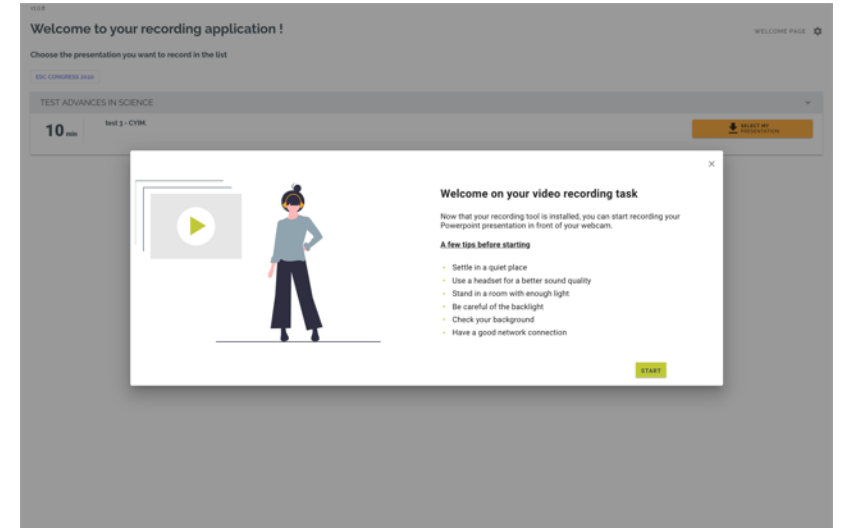 Welcome to your recording application !
WELCOME PAGE
Choose the presentation you want to record in the list
ESC CONGRESS 2020
TEST ADVANCES IN SCIENCE
10 min
test 3 - CYIM.
SELECT MY
PRESENTATION
Welcome on your video recording task
Now that your recording tool is installed, you can start recording your
Powerpoint presentation in front of your webcam.
A few tips before starting
Settle in a quiet place
Use a headset for a better sound quality
Stand in a room with enough light
Be careful of the backlight
Check your background
Have a good network connection
START